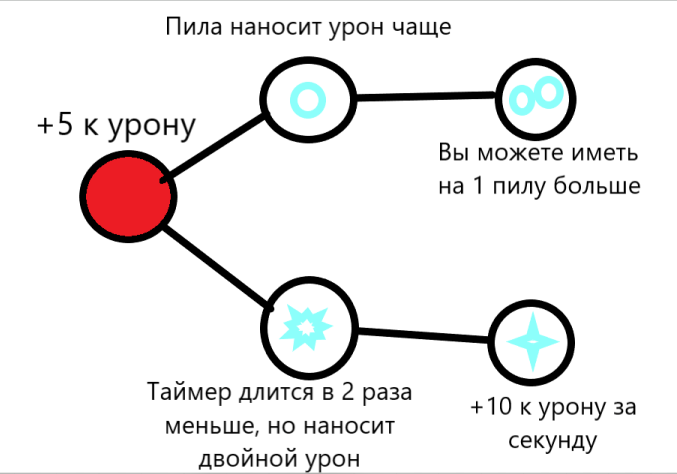 Пила наносит урон чаще
+5 к урону
Вы можете иметь
на 1 пилу больше
Таймер длится в 2 раза
меньше, но наносит
двойной урон
+10 к урону за
секунду